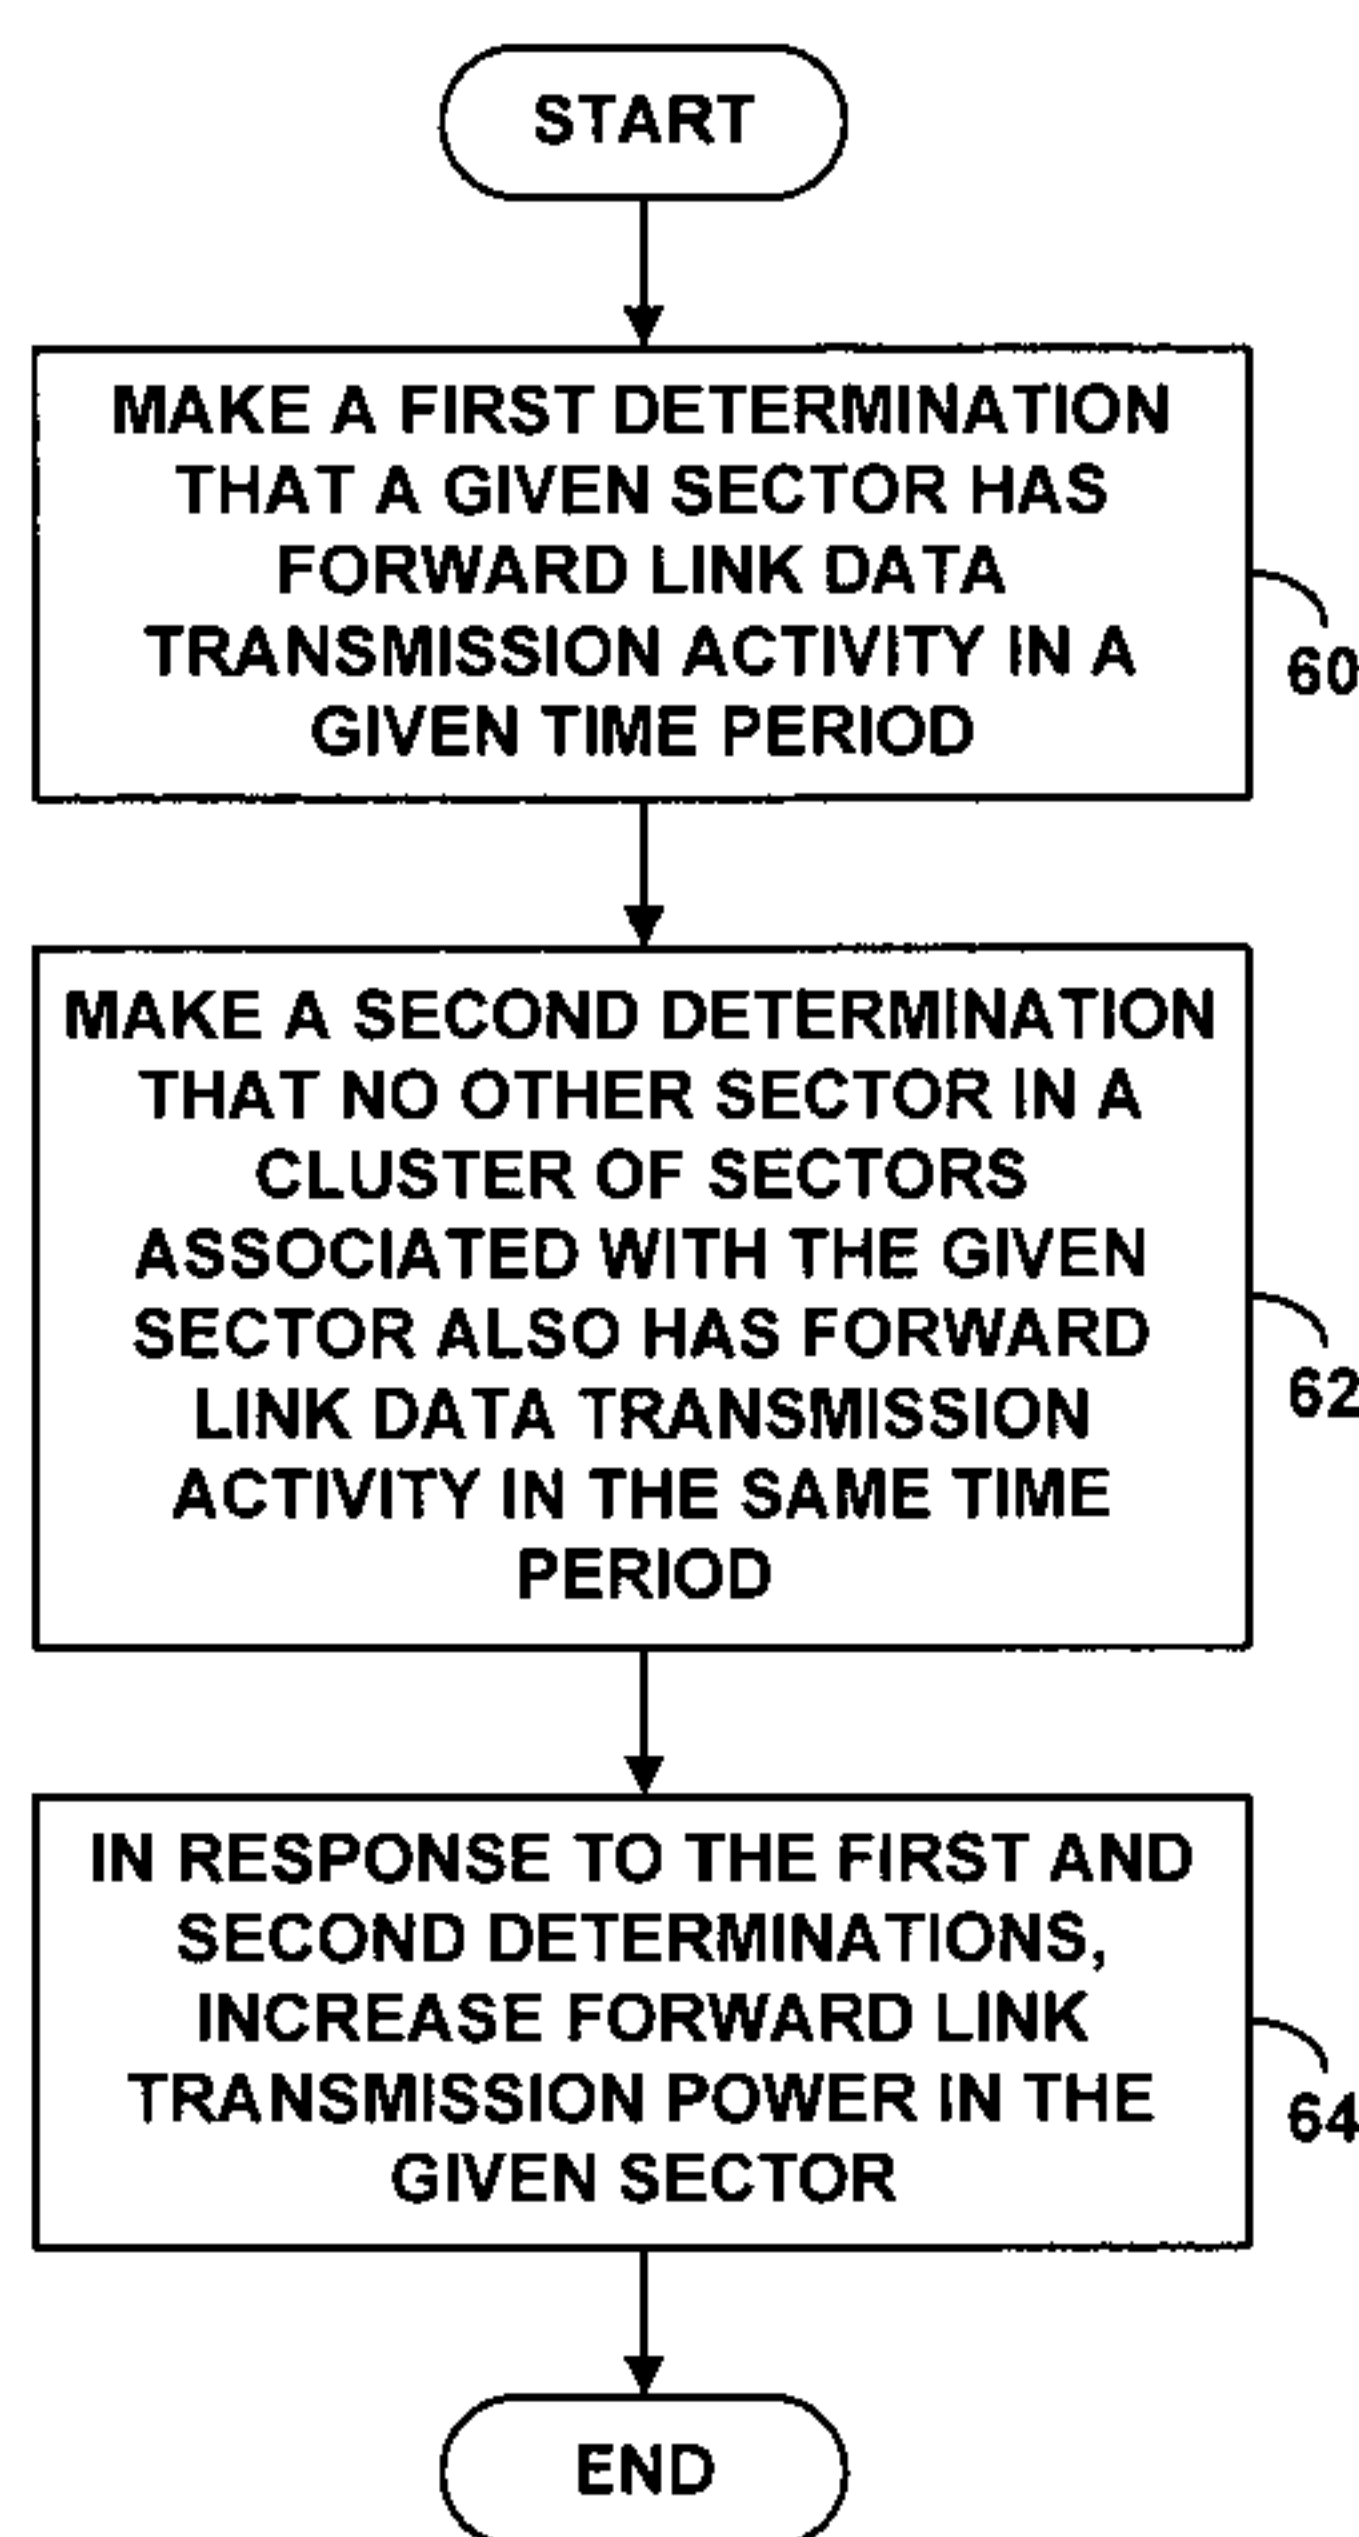 START
MAKE A FIRST DETERMINATION
THAT A GIVEN SECTOR HAS
FORWARD LINK DATA
TRANSMISSION ACTIVITY IN A
GIVEN TIME PERIOD
60
MAKE A SECOND DETERMINATION
THAT NO OTHER SECTOR IN A
CLUSTER OF SECTORS
ASSOCIATED WITH THE GIVEN
SECTOR ALSO HAS FORWARD
LINK DATA TRANSMISSION
ACTIVITY IN THE SAME TIME
PERIOD
62
IN RESPONSE TO THE FIRST AND
SECOND DETERMINATIONS,
INCREASE FORWARD LINK
TRANSMISSION POWER IN THE
GIVEN SECTOR
64
END